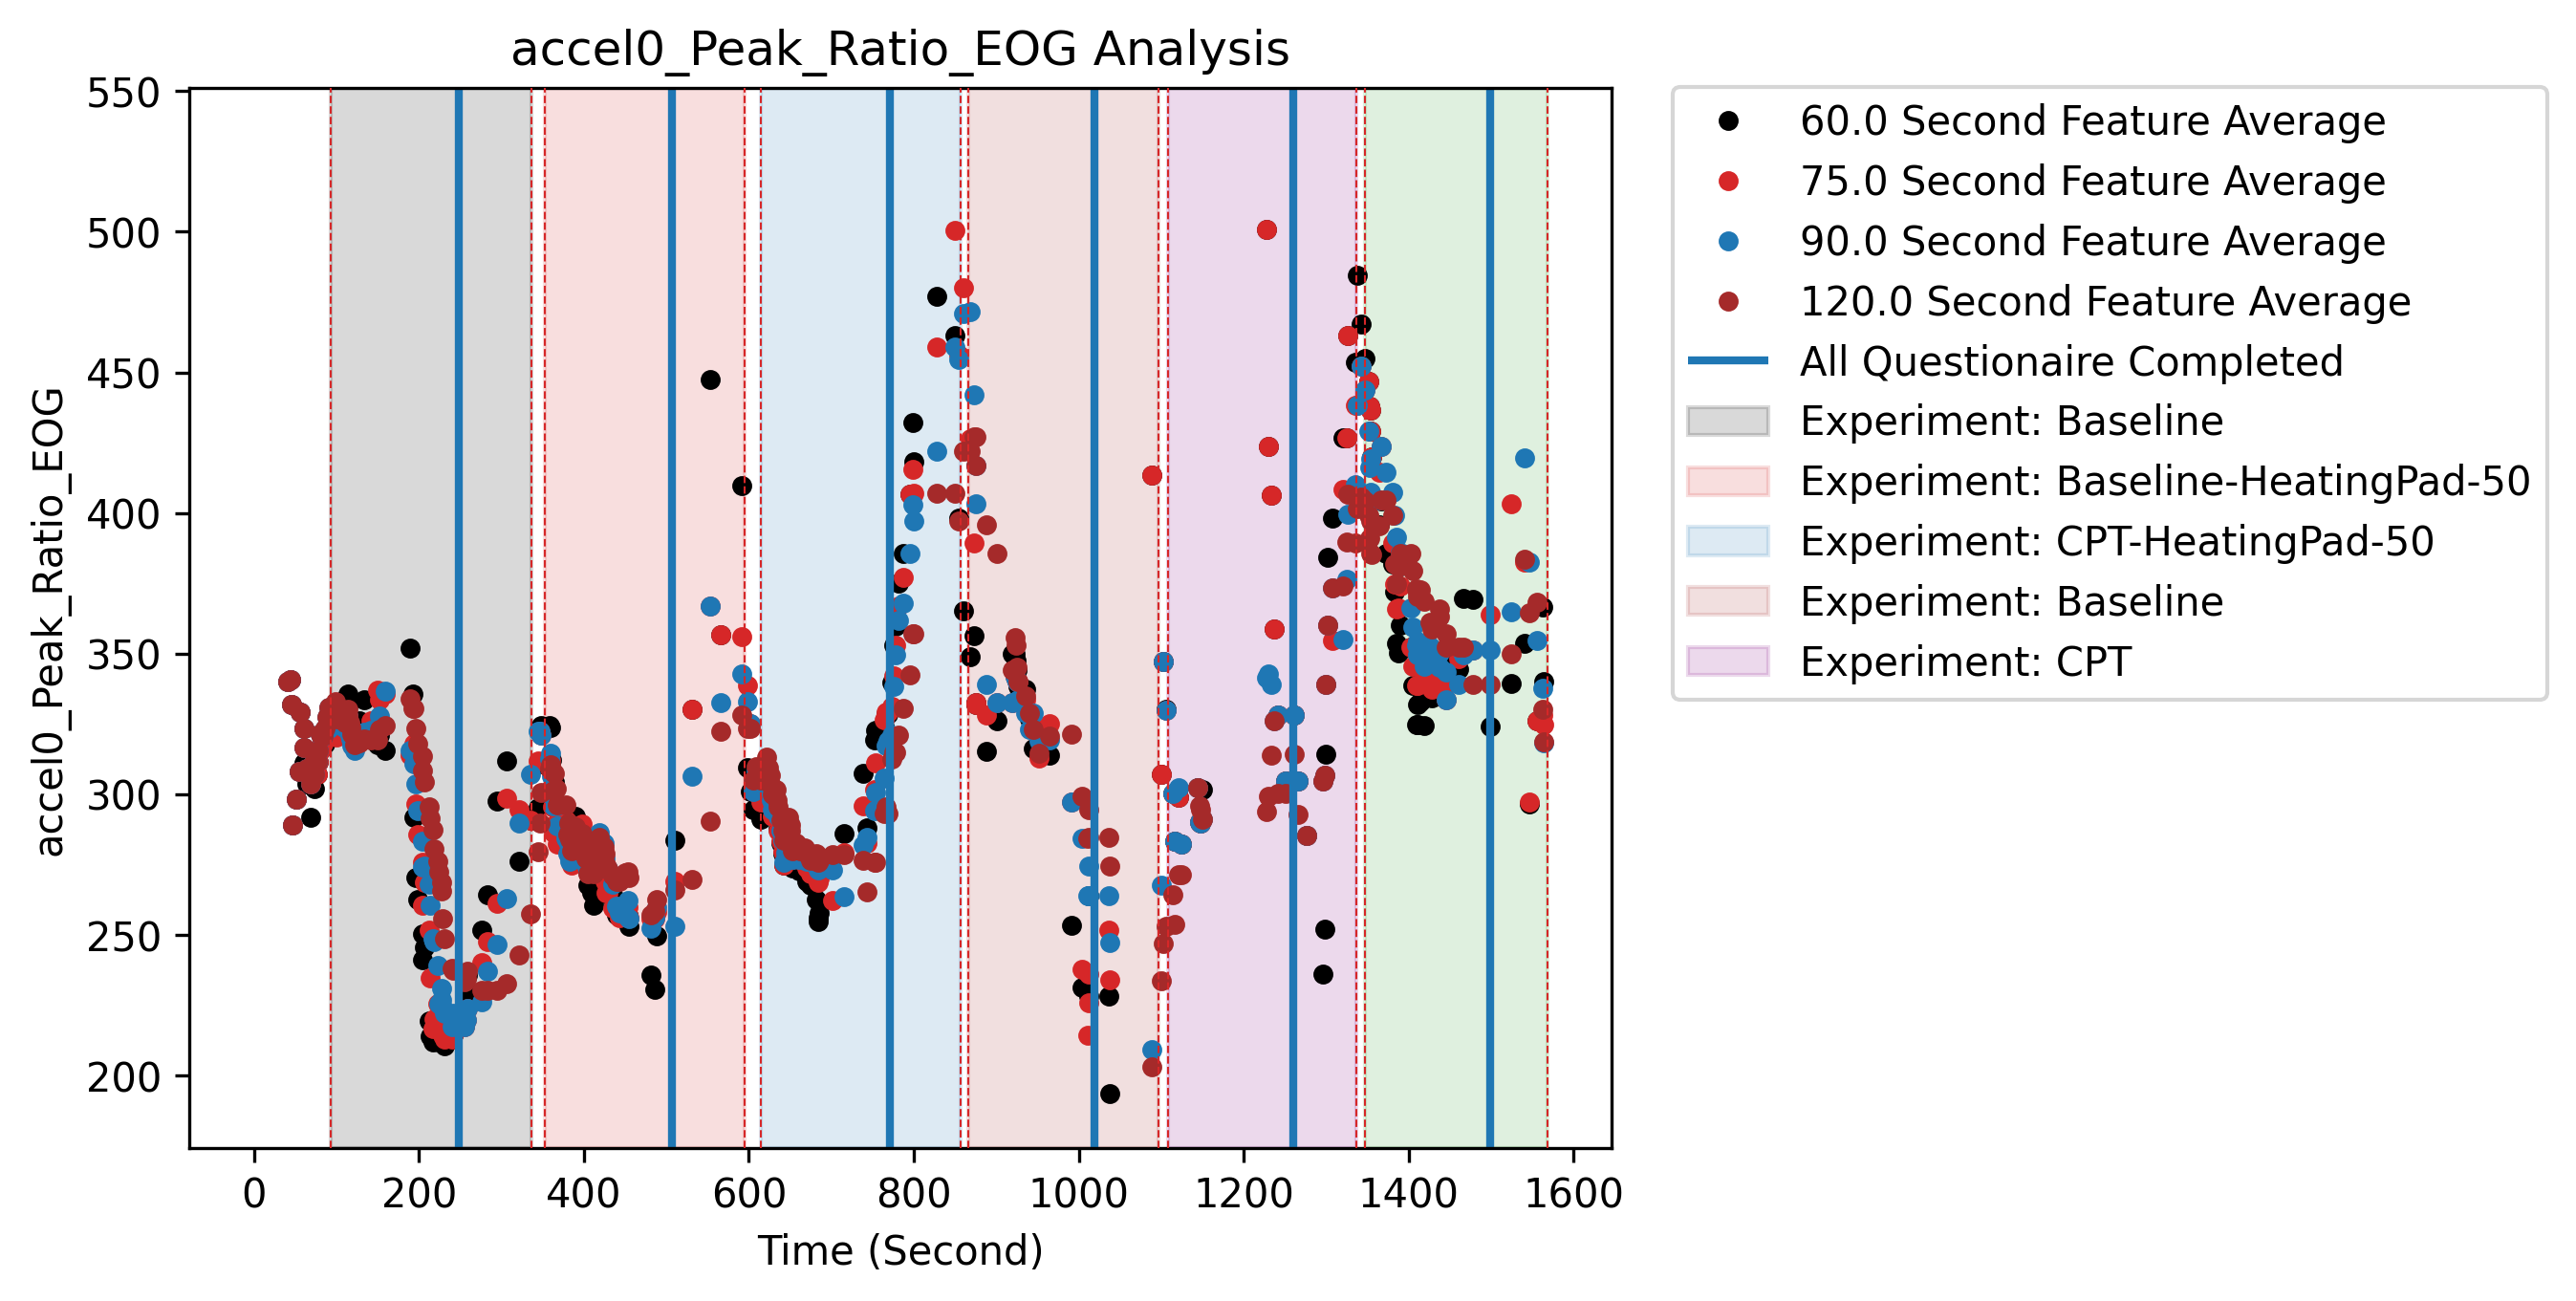 accel0_Peak_Ratio_EOG Analysis
accel0_Peak_Ratio_EOG
550
500
450
400
350
300
250
200
0 200 400 600 800 1000 1200 1400 1600
Time (Second)
60.0 Second Feature Average
75.0 Second Feature Average
90.0 Second Feature Average
120.0 Second Feature Average
All Questionaire Completed
Experiment: Baseline
Experiment: Baseline-HeatingPad-50
Experiment: CPT-HeatingPad-50
Experiment: Baseline
Experiment: CPT